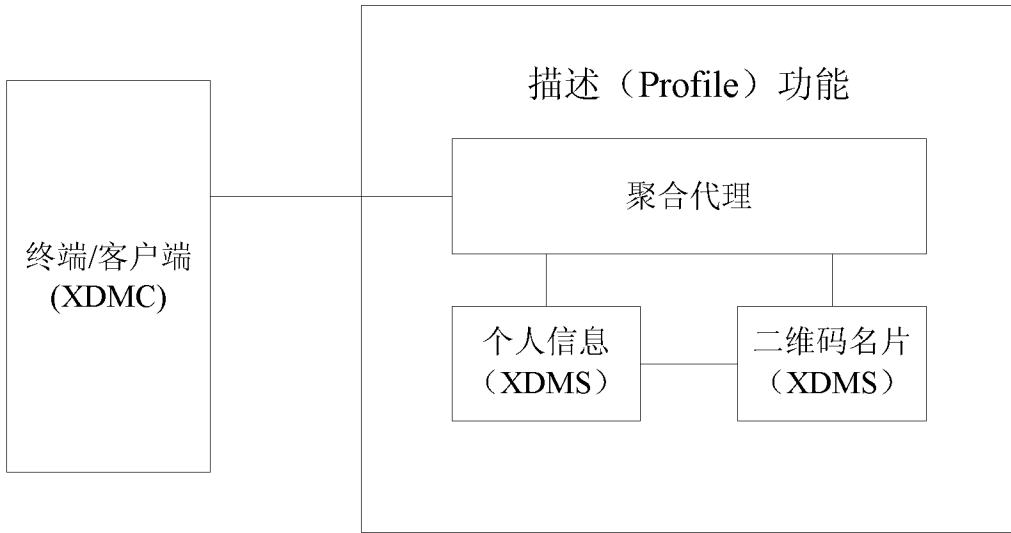 描述（Profile）功能
聚合代理
终端/客户端
(XDMC)
个人信息
（XDMS）
二维码名片
（XDMS）